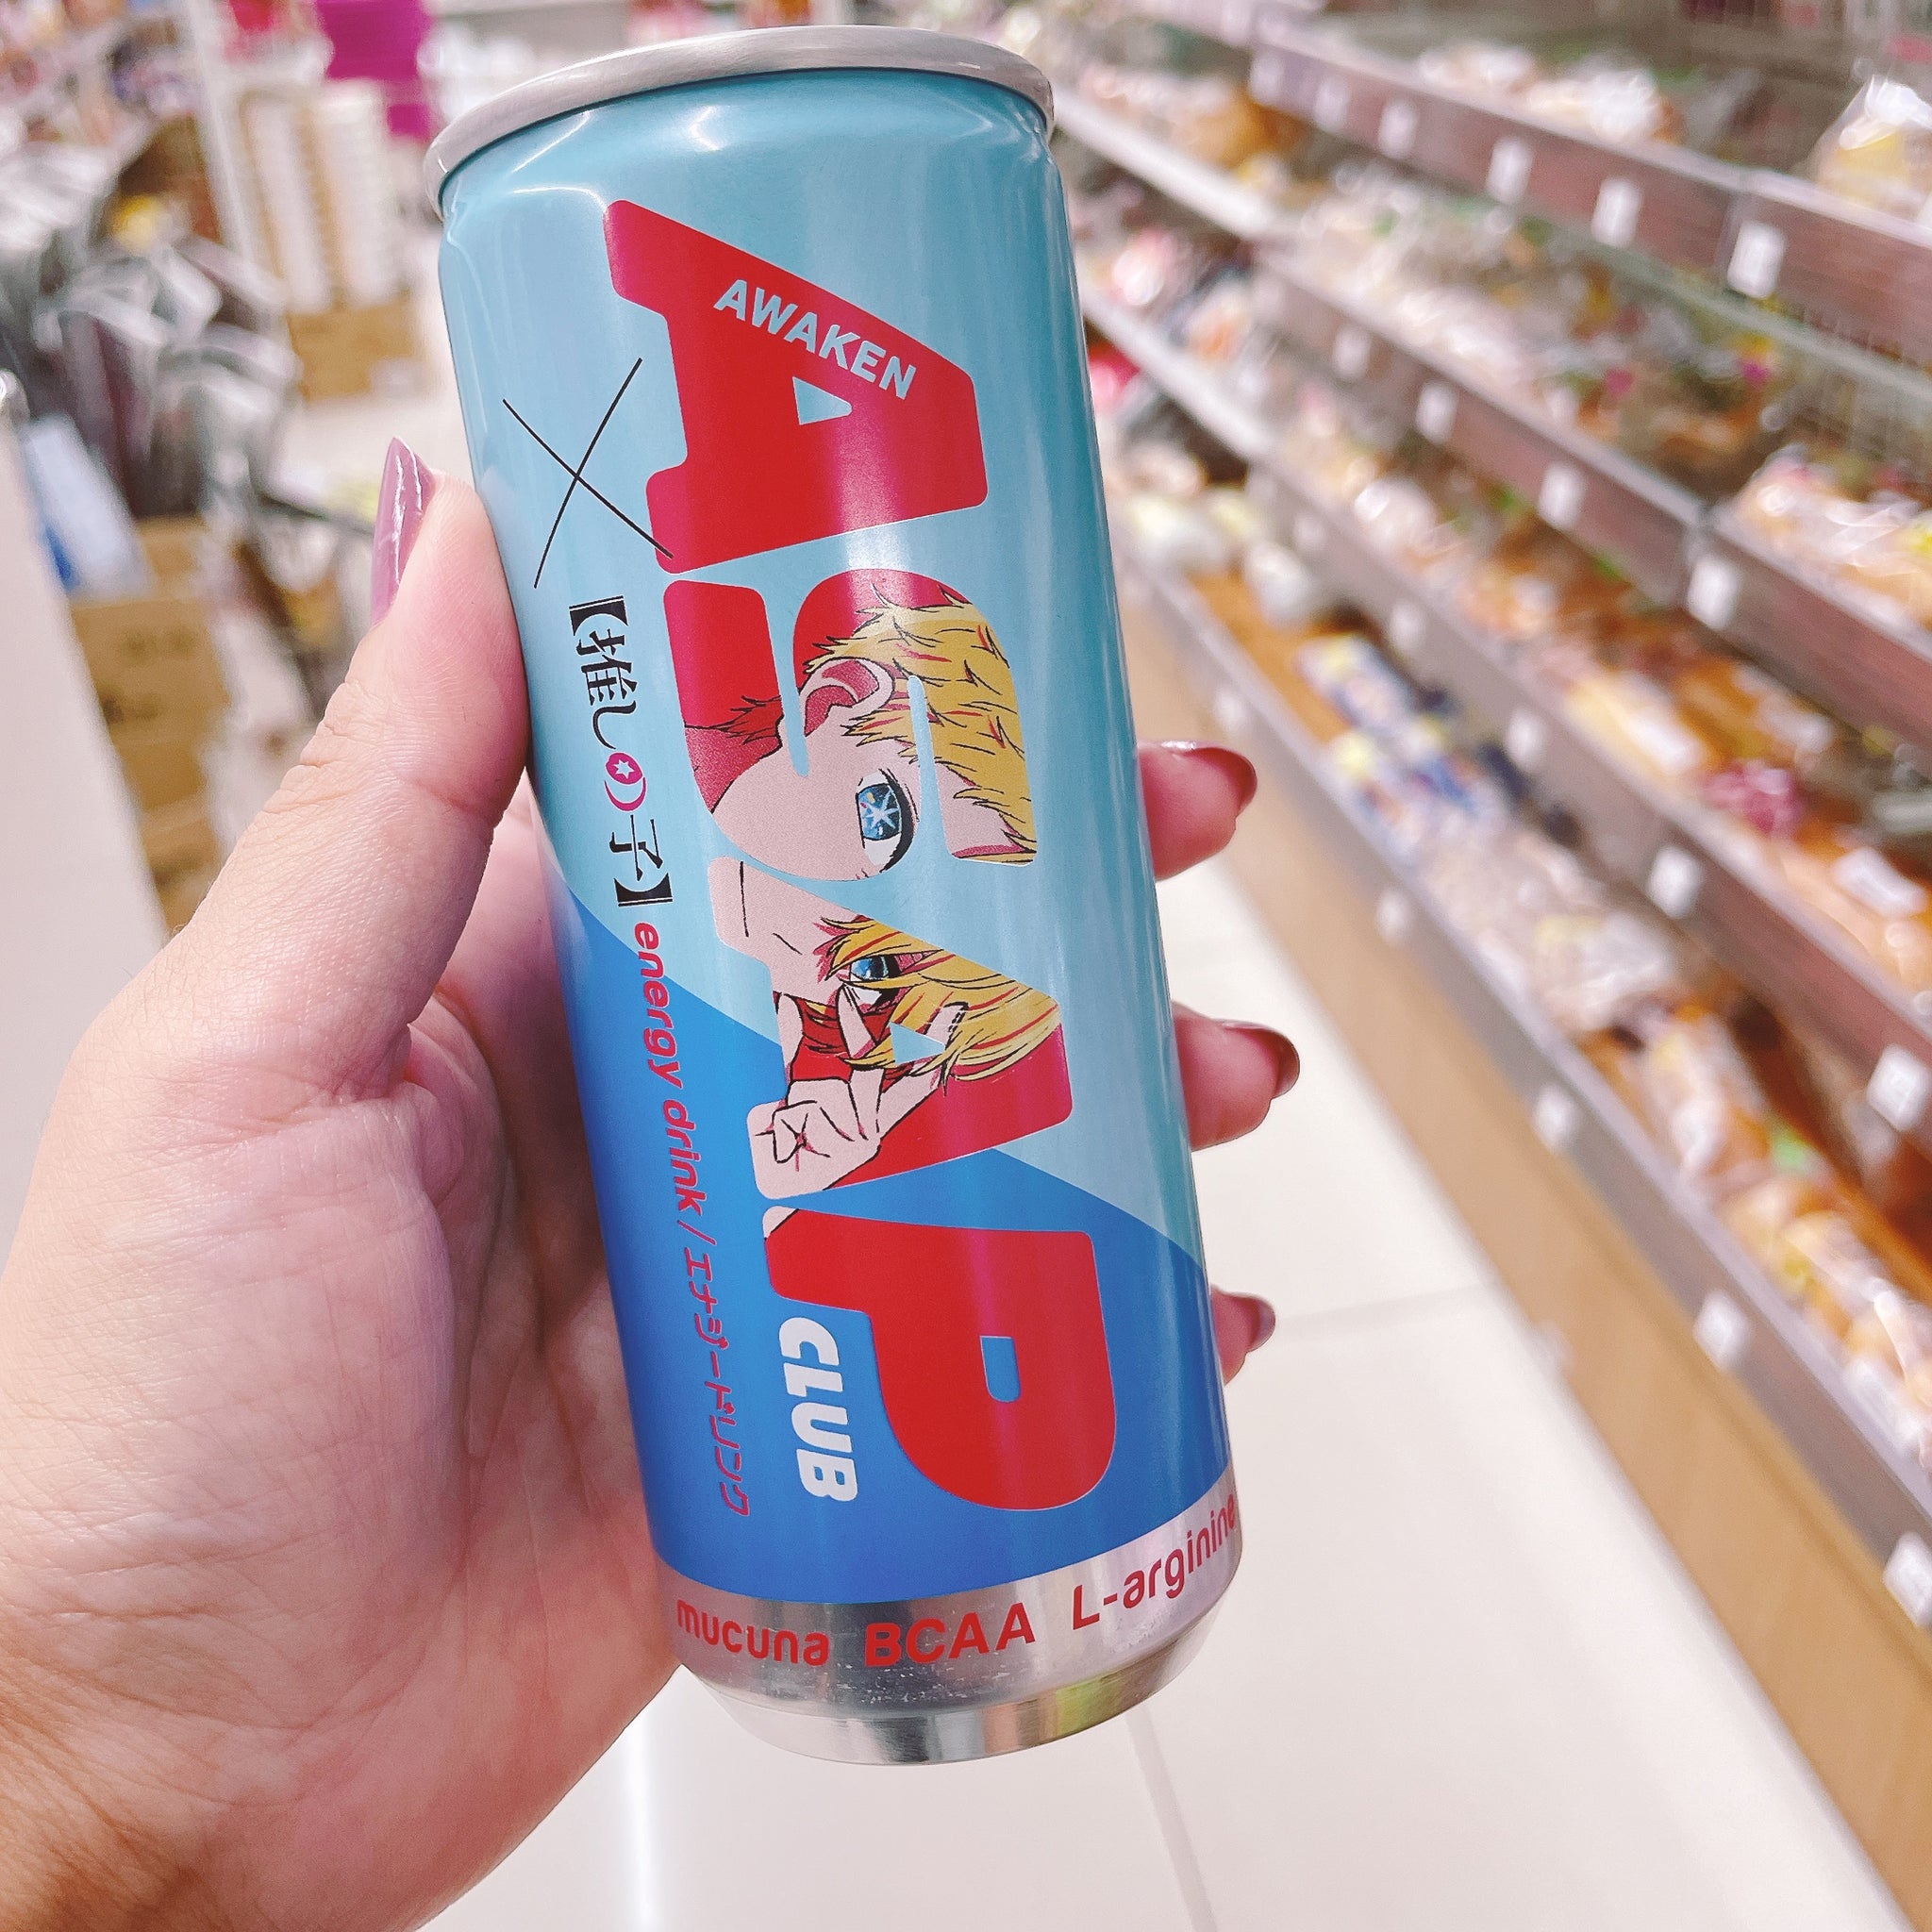 AWAKEN
ASAP
CLUB
×
【推しの子】
energy drink / エナジードリンク
mucuna BCAA L-arginine